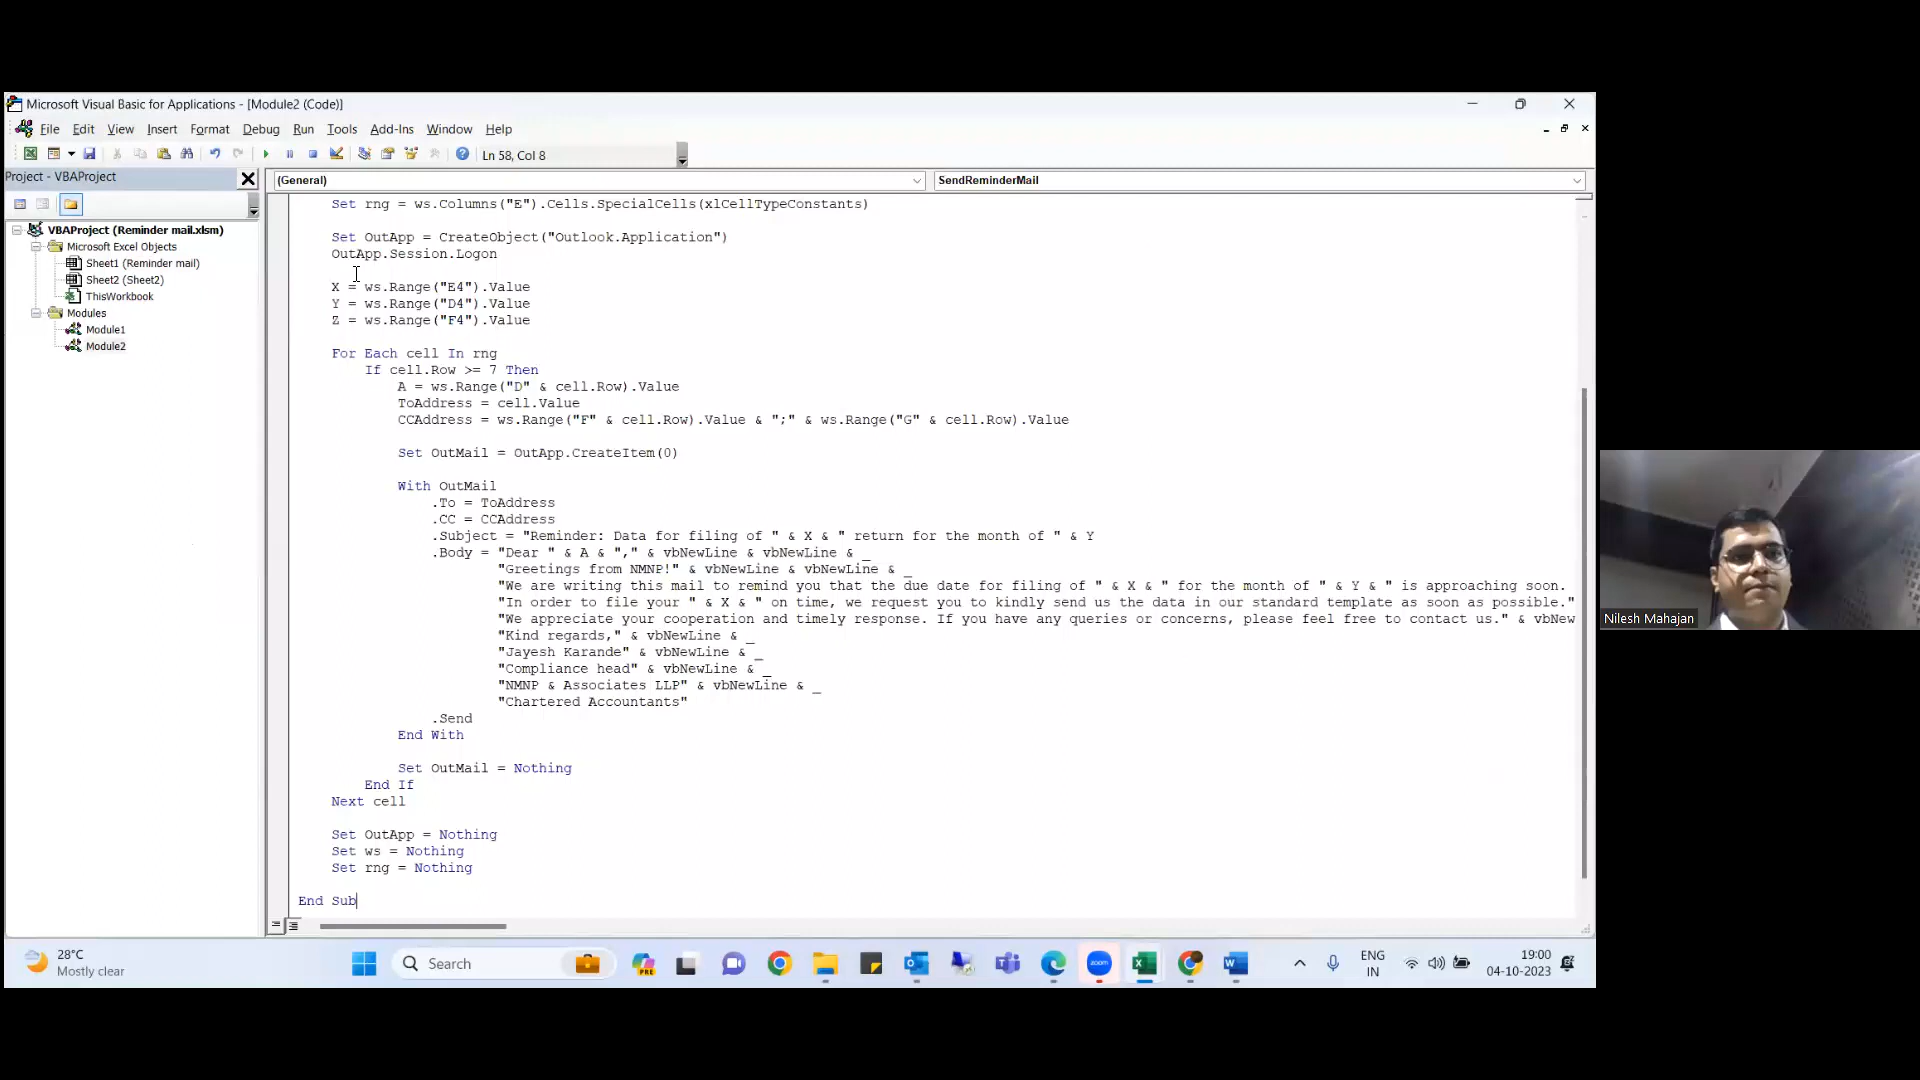 Microsoft Visual Basic for Applications - [Module2 (Code)]
File Edit View Insert Format Debug Run Tools Add-Ins Window Help
Ln 58, Col 8
Project - VBAProject
(General)
SendReminderMail
VBAProject (Reminder mail.xlsm)
Microsoft Excel Objects
Sheet1 (Reminder mail)
Sheet2 (Sheet2)
ThisWorkbook
Modules
Module1
Module2
Set rng = ws.Columns("E").Cells.SpecialCells(xlCellTypeConstants)
Set OutApp = CreateObject("Outlook.Application")
OutApp.Session.Logon
X = ws.Range("E4").Value
Y = ws.Range("D4").Value
Z = ws.Range("F4").Value
For Each cell In rng
If cell.Row >= 7 Then
A = ws.Range("D" & cell.Row).Value
ToAddress = cell.Value
CCAddress = ws.Range("F" & cell.Row).Value & ";" & ws.Range("G" & cell.Row).Value
Set OutMail = OutApp.CreateItem(0)
With OutMail
.To = ToAddress
.CC = CCAddress
.Subject = "Reminder: Data for filing of " & X & " return for the month of " & Y
.Body = "Dear " & A & "," & vbNewLine & vbNewLine & _
"Greetings from NMNP!" & vbNewLine & vbNewLine & _
"We are writing this mail to remind you that the due date for filing of " & X & " for the month of " & Y & " is approaching soon.
"In order to file your " & X & " on time, we request you to kindly send us the data in our standard template as soon as possible."
"We appreciate your cooperation and timely response. If you have any queries or concerns, please feel free to contact us." & vbNew
"Kind regards," & vbNewLine & _
"Jayesh Karande" & vbNewLine & _
"Compliance head" & vbNewLine & _
"NMNP & Associates LLP" & vbNewLine & _
"Chartered Accountants"
.Send
End With
Set OutMail = Nothing
End If
Next cell
Set OutApp = Nothing
Set ws = Nothing
Set rng = Nothing
End Sub
Nilesh Mahajan
28°C
Mostly clear
Search
PRE
zoom
ENG
IN
19:00
04-10-2023